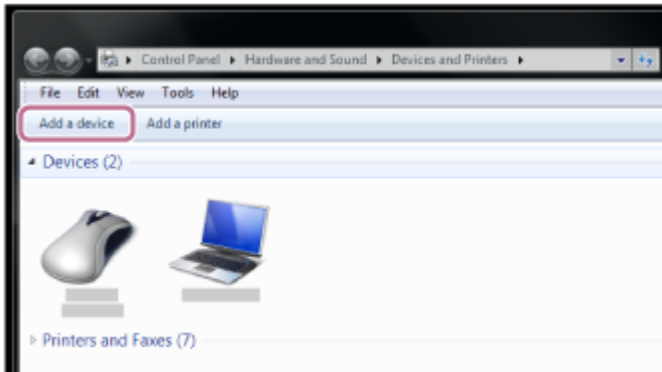 Control Panel Hardware and Sound Devices and Printers
File Edit View Tools Help
Add a device Add a printer
Devices (2)
Printers and Faxes (7)